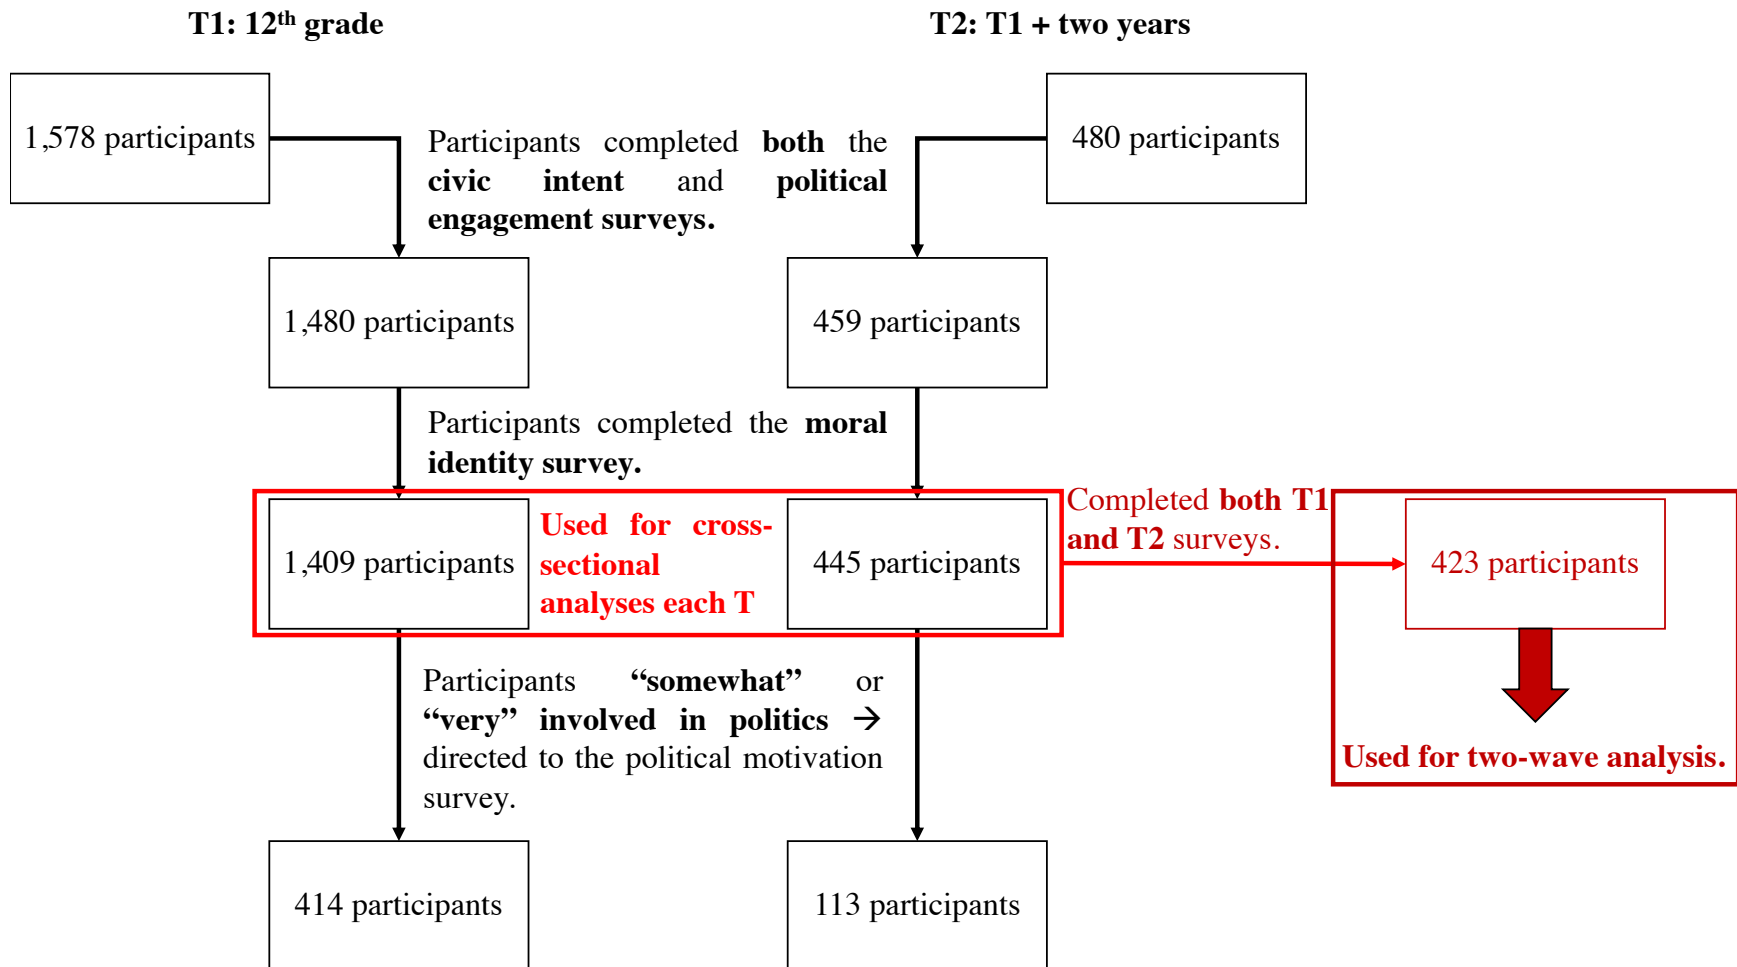 T1: 12th grade
T2: T1 + two years
1,578 participants
480 participants
Participants completed both the
civic intent and political
engagement surveys.
1,480 participants
459 participants
Participants completed the moral
identity survey.
1,409 participants
Used for cross-
sectional
analyses each T
445 participants
Completed both T1
and T2 surveys.
423 participants
Used for two-wave analysis.
Participants “somewhat” or
“very” involved in politics →
directed to the political motivation
survey.
414 participants
113 participants